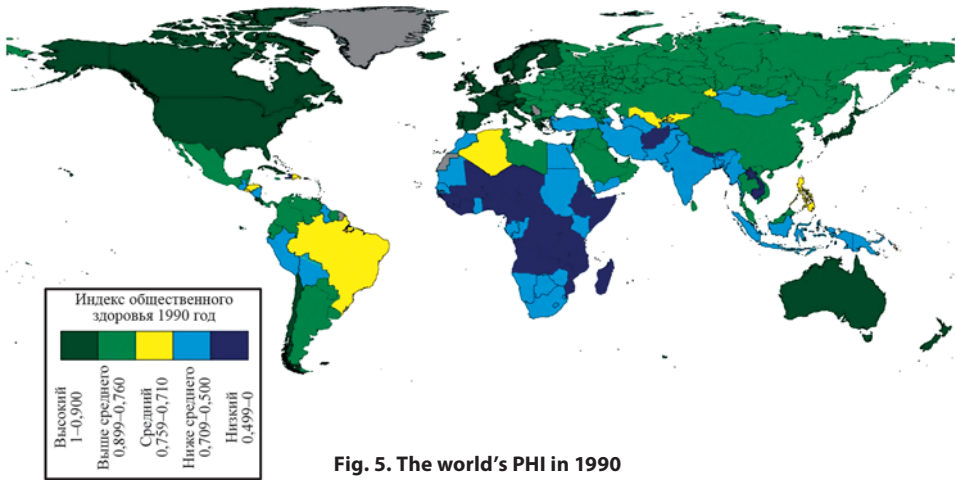 Индекс общественного
здоровья 1990 год
Высокий
1–0,900
Выше среднего
0,899–0,760
Средний
0,759–0,710
Ниже среднего
0,709–0,500
Низкий
0,499–0
Fig. 5. The world's PHI in 1990